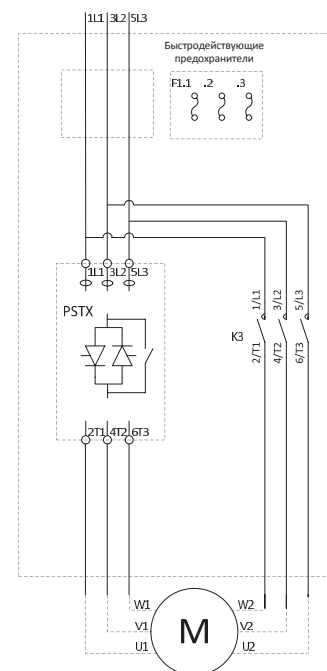 1L1 3L2 5L3
Быстродействующие
предохранители
F1.1 .2 .3
1L1 3L2 5L3
PSTX
1/L1 3/L2 5/L3
K3
2/T1 4/T2 6/T3
2T1 4T2 6T3
W1 W2
V1 M V2
U1 U2